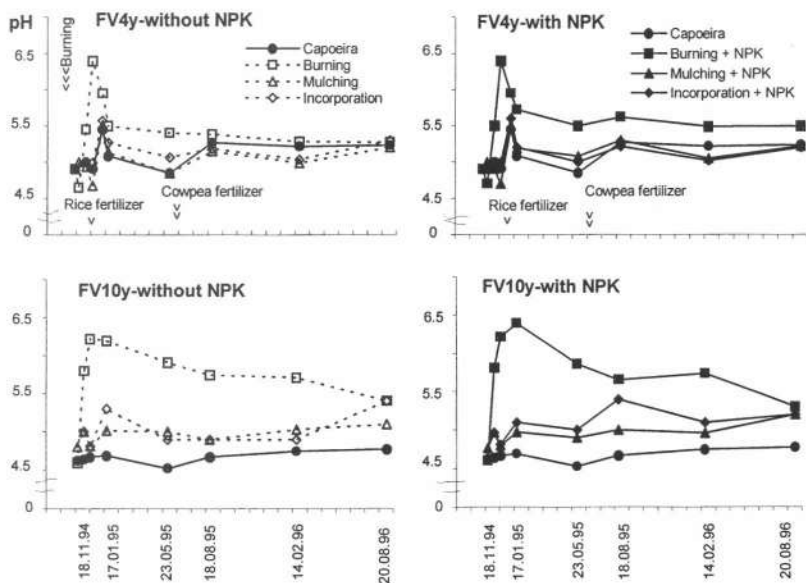 pH
FV4y-without NPK
<<<Burning
6.5
5.5
4.5
0
Capoeira
Burning
Mulching
Incorporation
Rice fertilizer
Cowpea fertilizer
FV4y-with NPK
6.5
5.5
4.5
0
Capoeira
Burning + NPK
Mulching + NPK
Incorporation + NPK
Rice fertilizer
Cowpea fertilizer
FV10y-without NPK
6.5
5.5
4.5
0
18.11.94
17.01.95
23.05.95
18.08.95
14.02.96
20.08.96
FV10y-with NPK
6.5
5.5
4.5
0
18.11.94
17.01.95
23.05.95
18.08.95
14.02.96
20.08.96